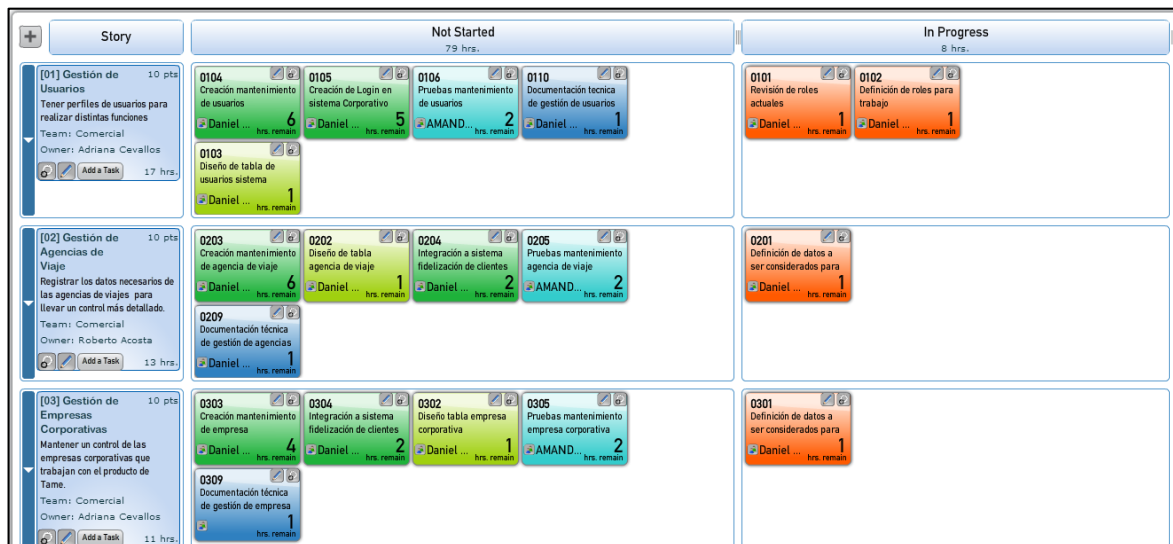 Story
Not Started
79 hrs.
In Progress
8 hrs.
[01] Gestión de 10 pts
Usuarios
Tener perfiles de usuarios para
realizar distintas funciones
Team: Comercial
Owner: Adriana Cevallos
Add a Task 17 hrs.
0104
Creación mantenimiento
de usuarios
Daniel ... 6
hrs. remain
0105
Creación de Login en
sistema Corporativo
Daniel ... 5
hrs. remain
0106
Pruebas mantenimiento
de usuarios
AMAND... 2
hrs. remain
0110
Documentación tecnica
de gestión de usuarios
Daniel ... 1
hrs. remain
0103
Diseño de tabla de
usuarios sistema
Daniel ... 1
hrs. remain
0101
Revisión de roles
actuales
Daniel ... 1
hrs. remain
0102
Definición de roles para
trabajo
Daniel ... 1
hrs. remain
[02] Gestión de 10 pts
Agencias de
Viaje
Registrar los datos necesarios de
las agencias de viajes para
llevar un control más detallado.
Team: Comercial
Owner: Roberto Acosta
Add a Task 13 hrs.
0203
Creación mantenimiento
de agencia de viaje
Daniel ... 6
hrs. remain
0202
Diseño de tabla
agencia de viaje
Daniel ... 1
hrs. remain
0204
Integración a sistema
fidelización de clientes
Daniel ... 2
hrs. remain
0205
Pruebas mantenimiento
agencia de viaje
AMAND... 2
hrs. remain
0209
Documentación técnica
de gestión de agencias
Daniel ... 1
hrs. remain
0201
Definición de datos a
ser considerados para
Daniel ... 1
hrs. remain
[03] Gestión de 10 pts
Empresas
Corporativas
Mantener un control de las
empresas corporativas que
trabajan con el producto de
Tame.
Team: Comercial
Owner: Adriana Cevallos
Add a Task 11 hrs.
0303
Creación mantenimiento
de empresa
Daniel ... 4
hrs. remain
0304
Integración a sistema
fidelización de clientes
Daniel ... 2
hrs. remain
0302
Diseño tabla empresa
corporativa
Daniel ... 1
hrs. remain
0305
Pruebas mantenimiento
empresa corporativa
AMAND... 2
hrs. remain
0309
Documentación técnica
de gestión de empresa
1
hrs. remain
0301
Definición de datos a
ser considerados para
Daniel ... 1
hrs. remain